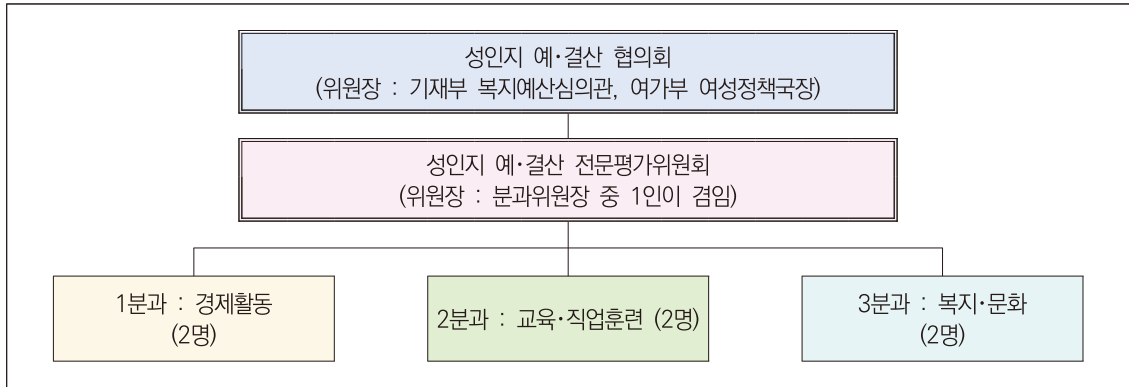 성인지 예·결산 협의회
(위원장 : 기재부 복지예산심의관, 여가부 여성정책국장)
성인지 예·결산 전문평가위원회
(위원장 : 분과위원장 중 1인이 겸임)
1분과 : 경제활동
(2명)
2분과 : 교육·직업훈련 (2명)
3분과 : 복지·문화
(2명)